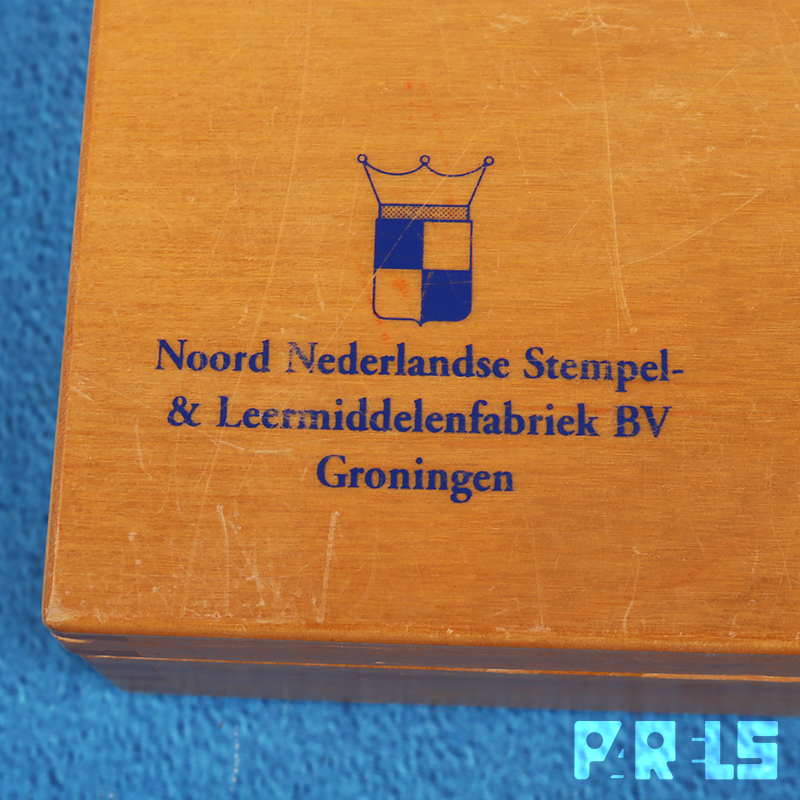 Noord Nederlandse Stempel-
& Leermiddelenfabriek BV
Groningen
PARELS